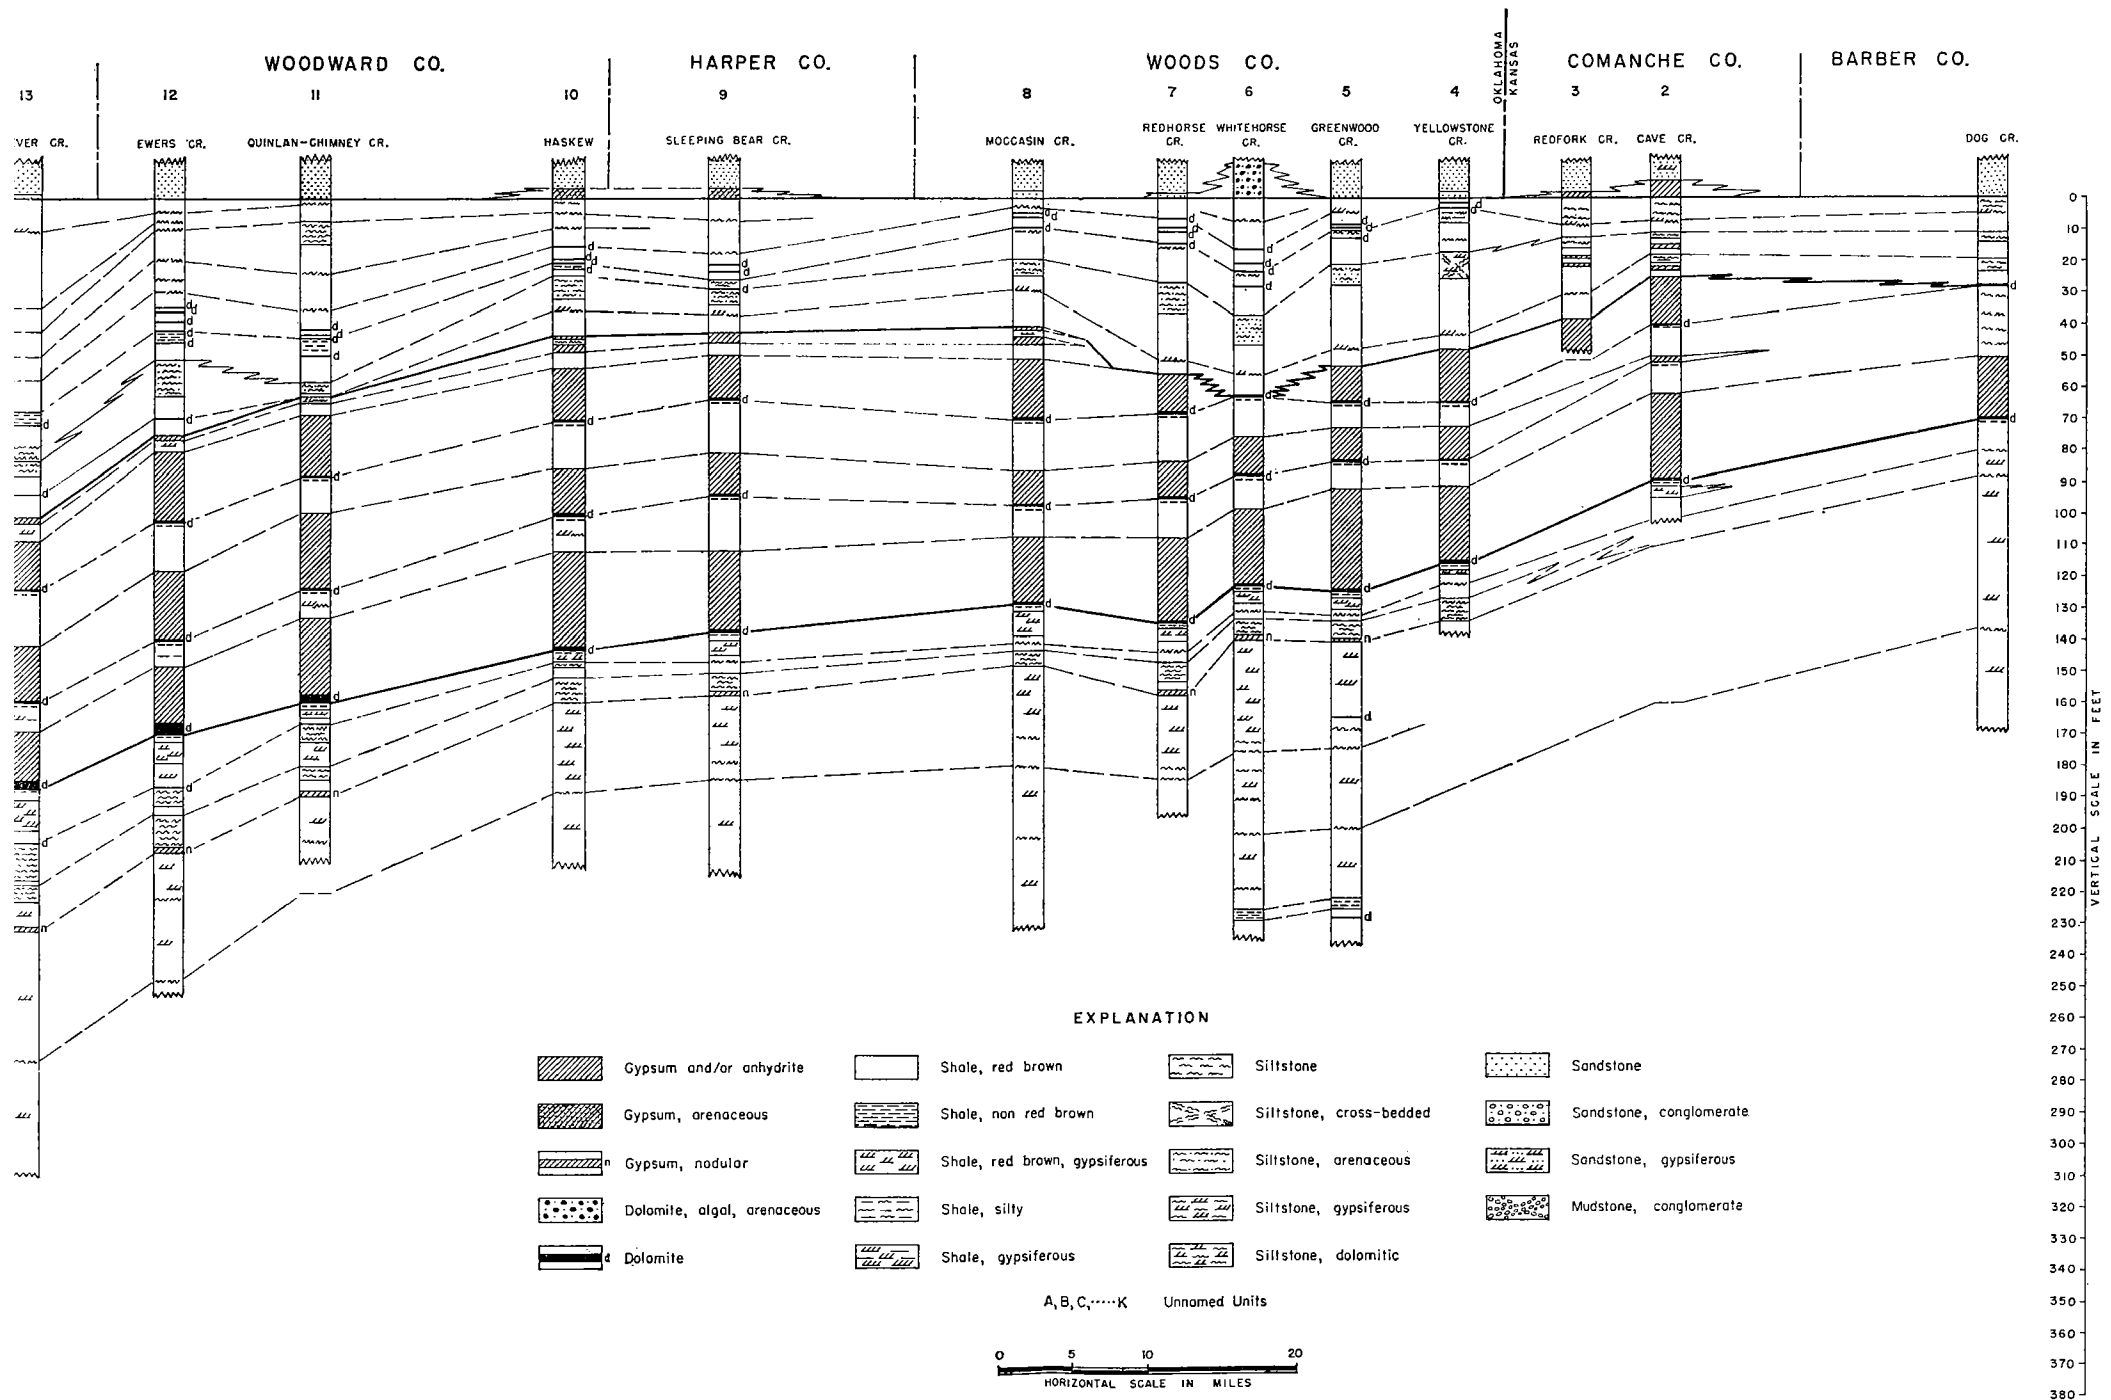 WOODWARD CO.
HARPER CO.
WOODS CO.
OKLAHOMA
KANSAS
COMANCHE CO.
BARBER CO.
13 12 11 10 9 8 7 6 5 4 3 2
VER CR.
EWERS CR.
QUINLAN-CHIMNEY CR.
HASKEW
SLEEPING BEAR CR.
MOCCASIN CR.
REDHORSE
CR.
WHITEHORSE
CR.
GREENWOOD
CR.
YELLOWSTONE
CR.
REDFORK CR.
CAVE CR.
DOG CR.
0
10
20
30
40
50
60
70
80
90
100
110
120
130
140
150
160
170
180
190
200
210
220
230
240
250
260
270
280
290
300
310
320
330
340
350
360
370
380
VERTICAL SCALE IN FEET
EXPLANATION
Gypsum and/or anhydrite
Gypsum, arenaceous
n Gypsum, nodular
Dolomite, algal, arenaceous
d Dolomite
Shale, red brown
Shale, non red brown
Shale, red brown, gypsiferous
Shale, silty
Shale, gypsiferous
Siltstone
Siltstone, cross-bedded
Siltstone, arenaceous
Siltstone, gypsiferous
Siltstone, dolomitic
Sandstone
Sandstone, conglomerate
Sandstone, gypsiferous
Mudstone, conglomerate
A,B,C,·····K Unnamed Units
0 5 10 20
HORIZONTAL SCALE IN MILES